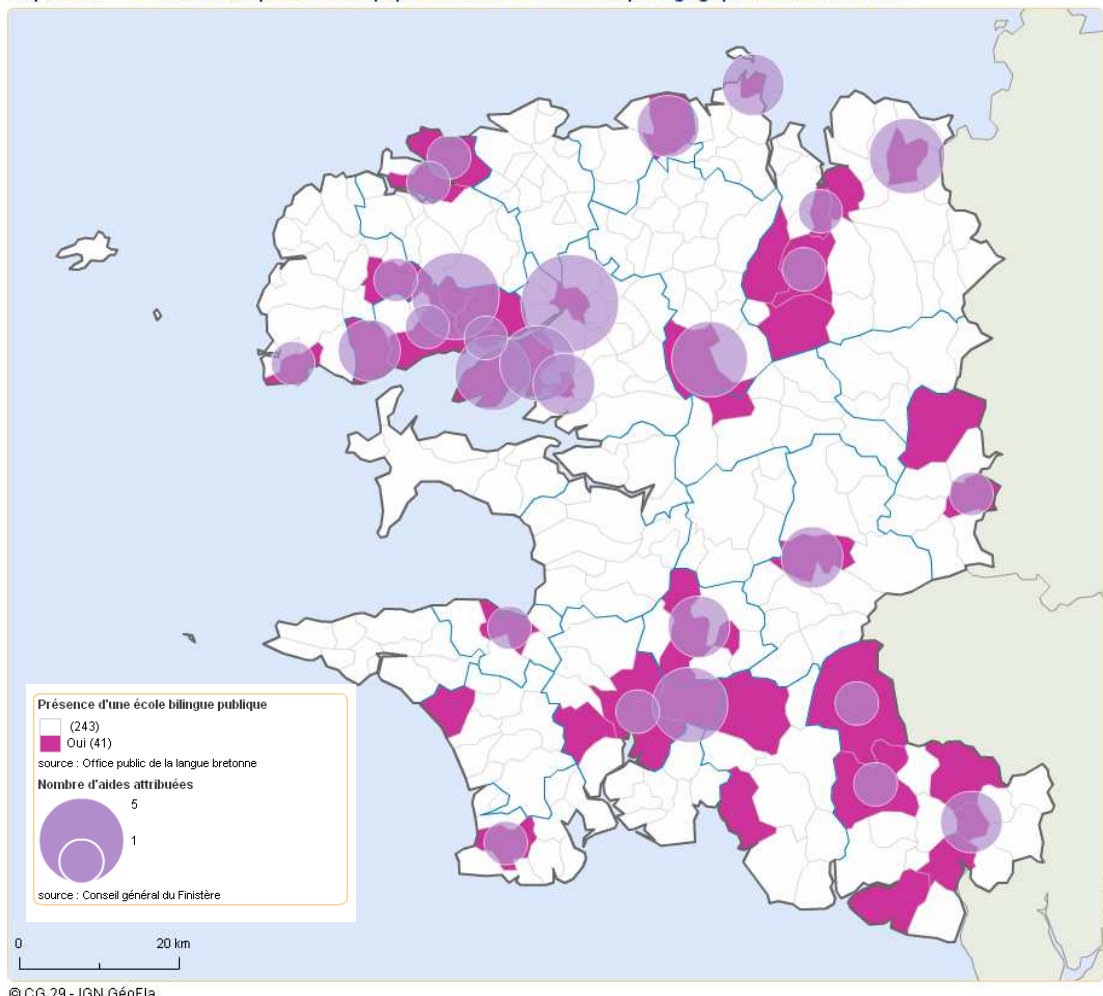 Présence d'une école bilingue publique
(243)
Oui (41)
source : Office public de la langue bretonne
Nombre d'aides attribuées
5
1
source : Conseil général du Finistère
0 20 km
© CG 29 - IGN GéoFla